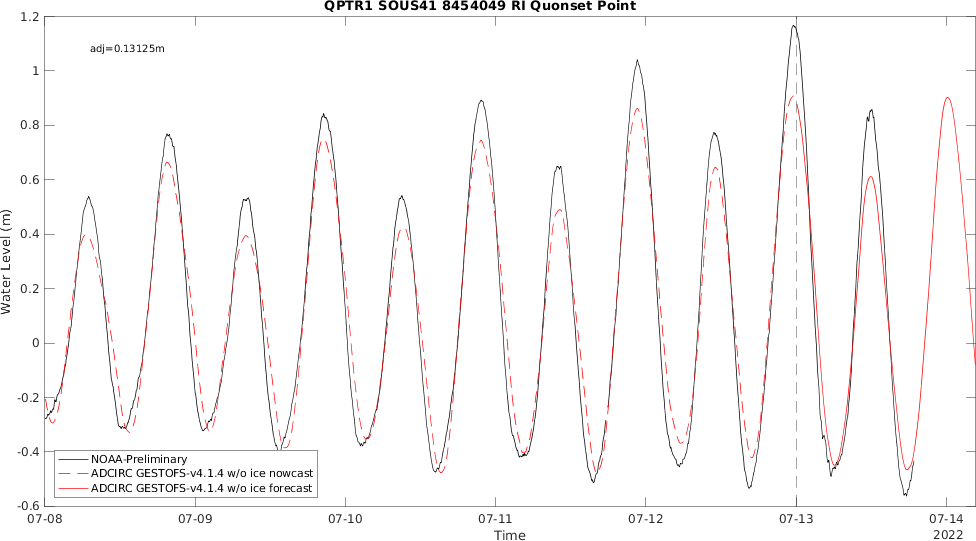 QPTR1 SOUS41 8454049 RI Quonset Point
adj=0.13125m
Water Level (m)
1.2
1
0.8
0.6
0.4
0.2
0
-0.2
-0.4
-0.6
NOAA-Preliminary
ADCIRC GESTOFS-v4.1.4 w/o ice nowcast
ADCIRC GESTOFS-v4.1.4 w/o ice forecast
07-08 07-09 07-10 07-11 07-12 07-13 07-14
Time 2022